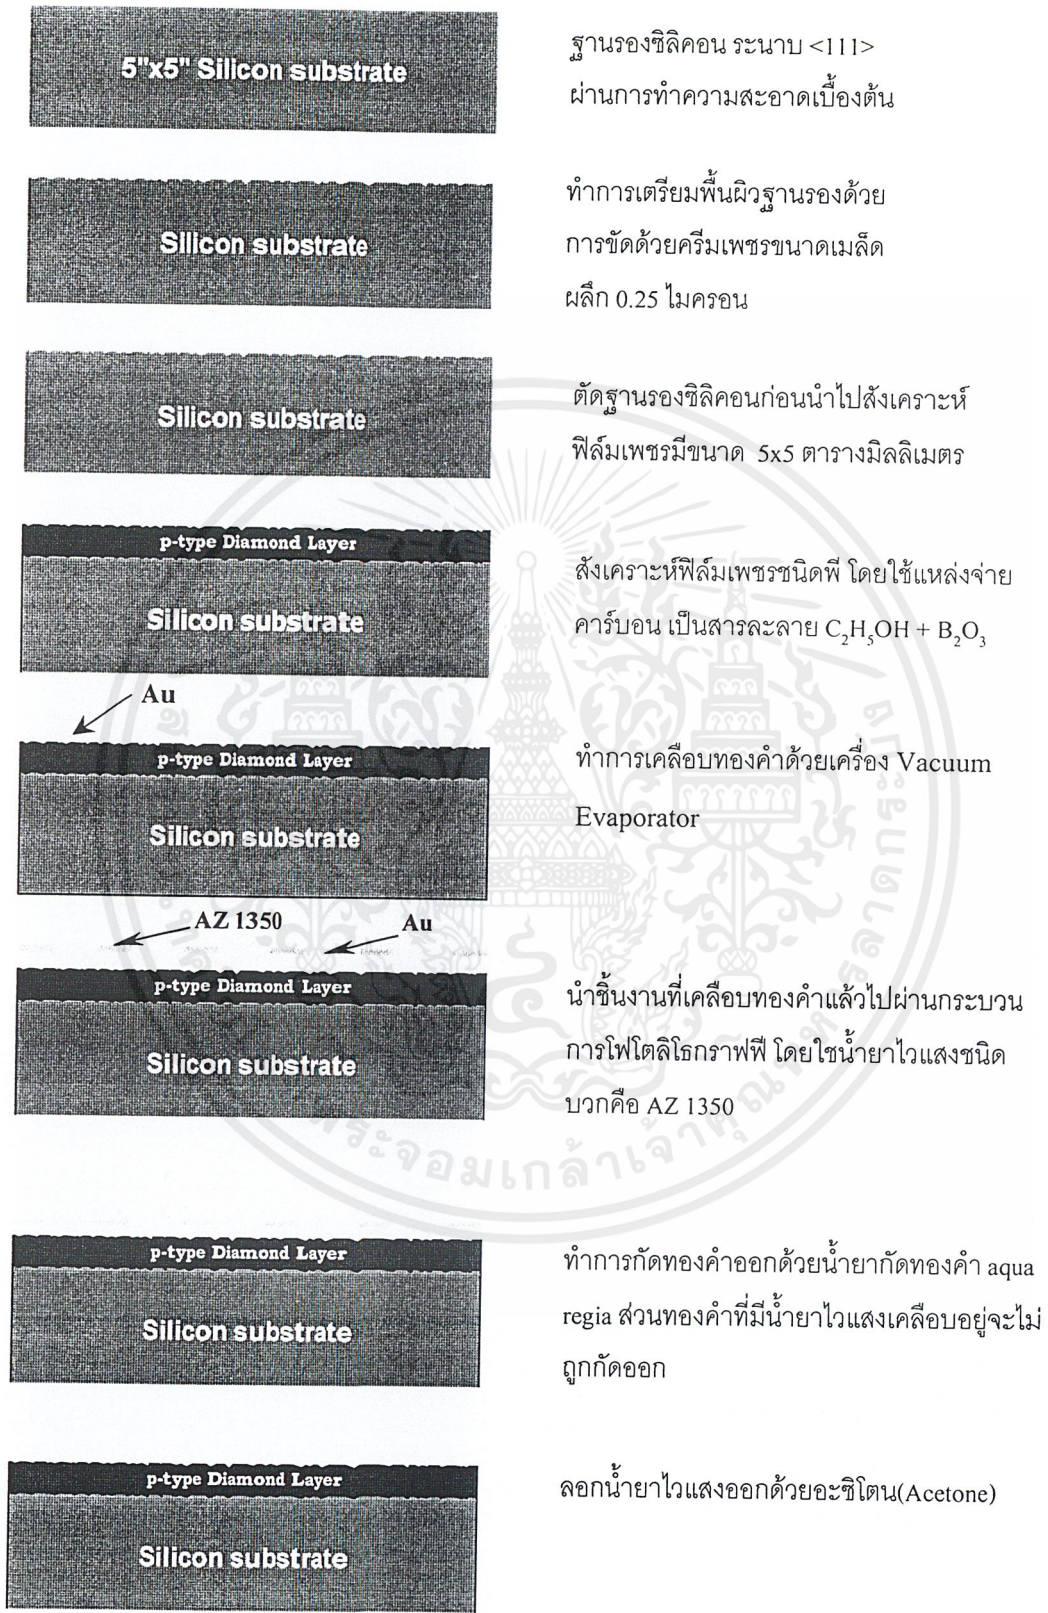 5"x5" Silicon substrate
ฐานรองซิลิคอน ระนาบ <111>
ผ่านการทำความสะอาดเบื้องต้น
Silicon substrate
ทำการเตรียมพื้นผิวฐานรองด้วย
การขัดด้วยครีมเพชรขนาดเมล็ด
ผลึก 0.25 ไมครอน
Silicon substrate
ตัดฐานรองซิลิคอนก่อนนำไปสังเคราะห์
ฟิล์มเพชรมีขนาด 5x5 ตารางมิลลิเมตร
p-type Diamond Layer
Silicon substrate
สังเคราะห์ฟิล์มเพชรชนิดพี โดยใช้แหล่งจ่าย
คาร์บอน เป็นสารละลาย C₂H₅OH + B₂O₃
Au
p-type Diamond Layer
Silicon substrate
ทำการเคลือบทองคำด้วยเครื่อง Vacuum
Evaporator
AZ 1350 Au
p-type Diamond Layer
Silicon substrate
นำชิ้นงานที่เคลือบทองคำแล้วไปผ่านกระบวน
การโฟโตลิโธกราฟฟี โดยใช้น้ำยาไวแสงชนิด
บวกคือ AZ 1350
p-type Diamond Layer
Silicon substrate
ทำการกัดทองคำออกด้วยน้ำยากัดทองคำ aqua
regia ส่วนทองคำที่มีน้ำยาไวแสงเคลือบอยู่จะไม่
ถูกกัดออก
p-type Diamond Layer
Silicon substrate
ลอกน้ำยาไวแสงออกด้วยอะซิโตน(Acetone)